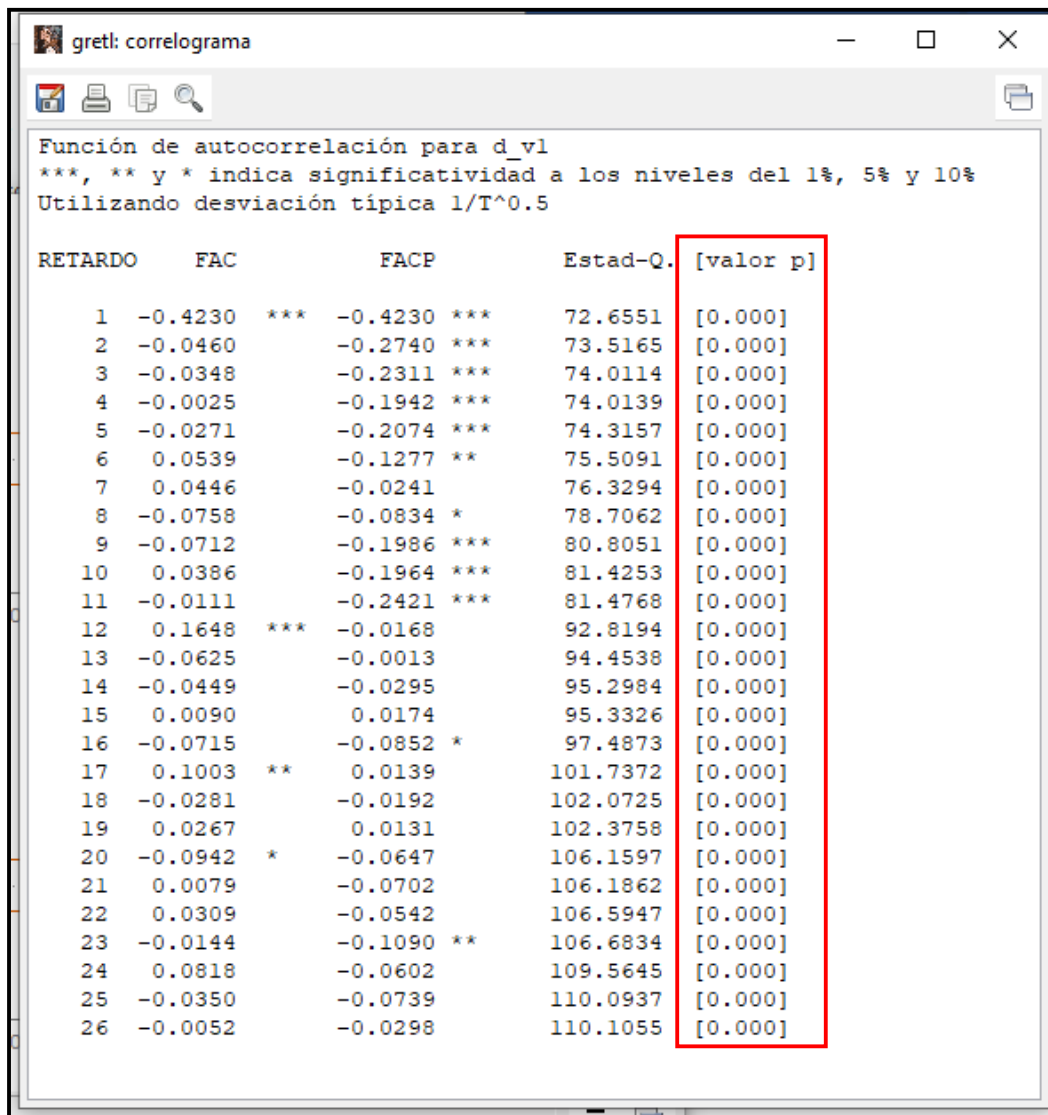 gretl: correlograma
Función de autocorrelación para d_v1
***, ** y * indica significatividad a los niveles del 1%, 5% y 10%
Utilizando desviación típica 1/T^0.5
RETARDO FAC FACP Estad-Q. [valor p]
1 -0.4230 *** -0.4230 *** 72.6551 [0.000]
2 -0.0460 -0.2740 *** 73.5165 [0.000]
3 -0.0348 -0.2311 *** 74.0114 [0.000]
4 -0.0025 -0.1942 *** 74.0139 [0.000]
5 -0.0271 -0.2074 *** 74.3157 [0.000]
6 0.0539 -0.1277 ** 75.5091 [0.000]
7 0.0446 -0.0241 76.3294 [0.000]
8 -0.0758 -0.0834 * 78.7062 [0.000]
9 -0.0712 -0.1986 *** 80.8051 [0.000]
10 0.0386 -0.1964 *** 81.4253 [0.000]
11 -0.0111 -0.2421 *** 81.4768 [0.000]
12 0.1648 *** -0.0168 92.8194 [0.000]
13 -0.0625 -0.0013 94.4538 [0.000]
14 -0.0449 -0.0295 95.2984 [0.000]
15 0.0090 0.0174 95.3326 [0.000]
16 -0.0715 -0.0852 * 97.4873 [0.000]
17 0.1003 ** 0.0139 101.7372 [0.000]
18 -0.0281 -0.0192 102.0725 [0.000]
19 0.0267 0.0131 102.3758 [0.000]
20 -0.0942 * -0.0647 106.1597 [0.000]
21 0.0079 -0.0702 106.1862 [0.000]
22 0.0309 -0.0542 106.5947 [0.000]
23 -0.0144 -0.1090 ** 106.6834 [0.000]
24 0.0818 -0.0602 109.5645 [0.000]
25 -0.0350 -0.0739 110.0937 [0.000]
26 -0.0052 -0.0298 110.1055 [0.000]